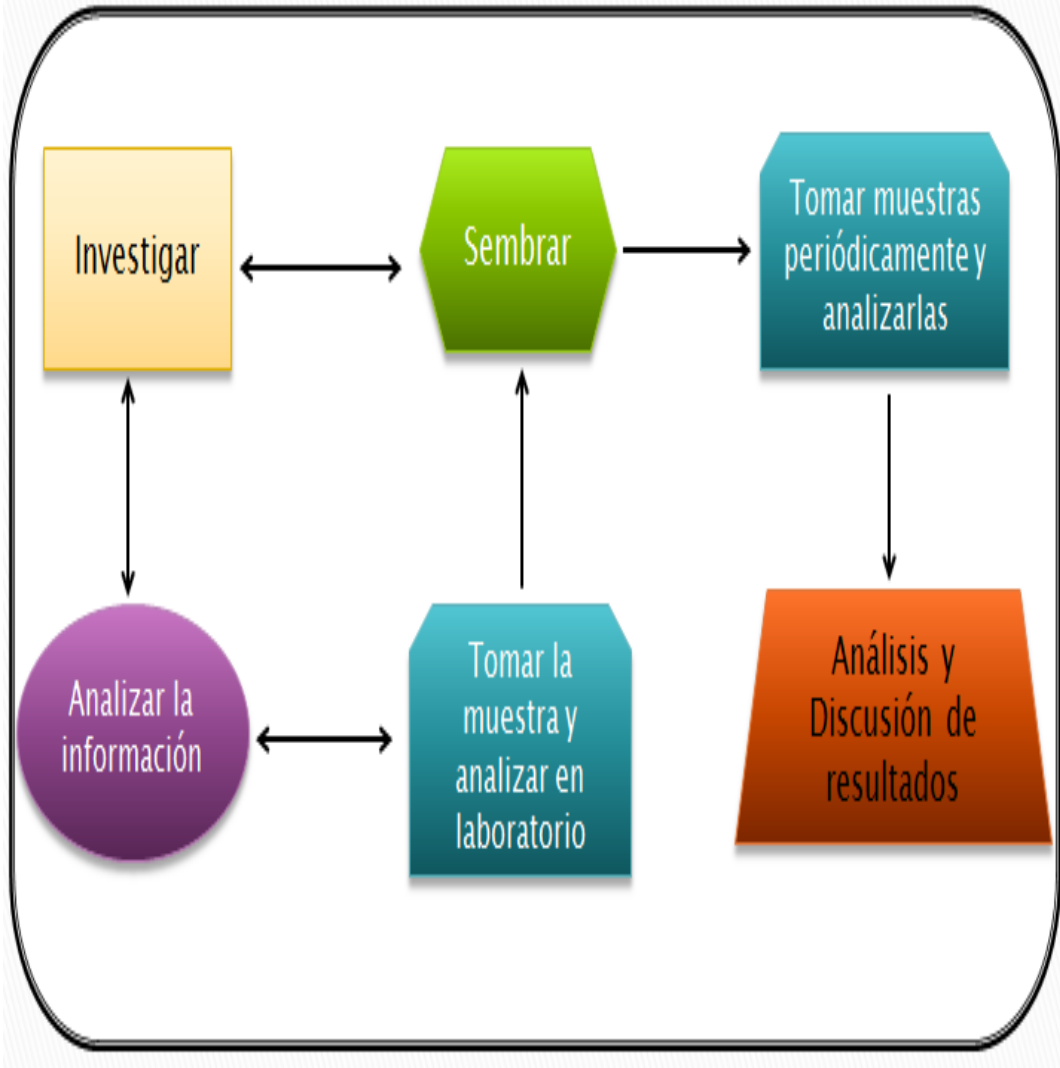 Investigar
Sembrar
Tomar muestras
periódicamente y
analizarlas
Analizar la
información
Tomar la
muestra y
analizar en
laboratorio
Análisis y
Discusión de
resultados